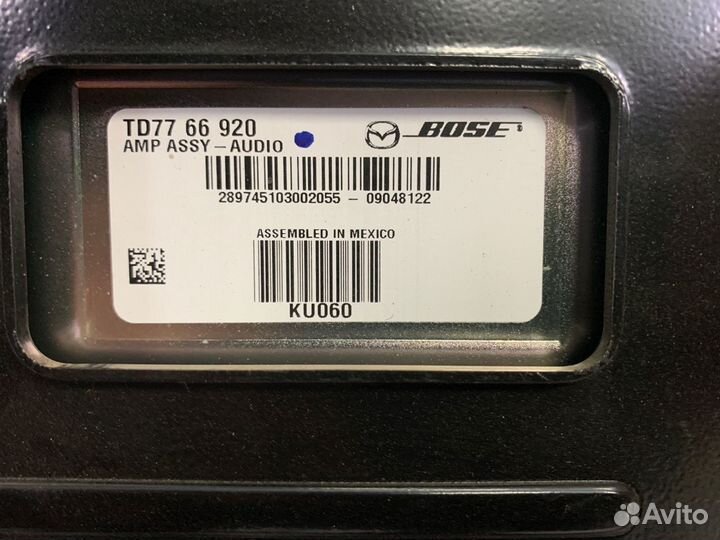 TD77 66 920
AMP ASSY – AUDIO
BOSE®
289745103002055 – 09048122
ASSEMBLED IN MEXICO
KU060
Avito